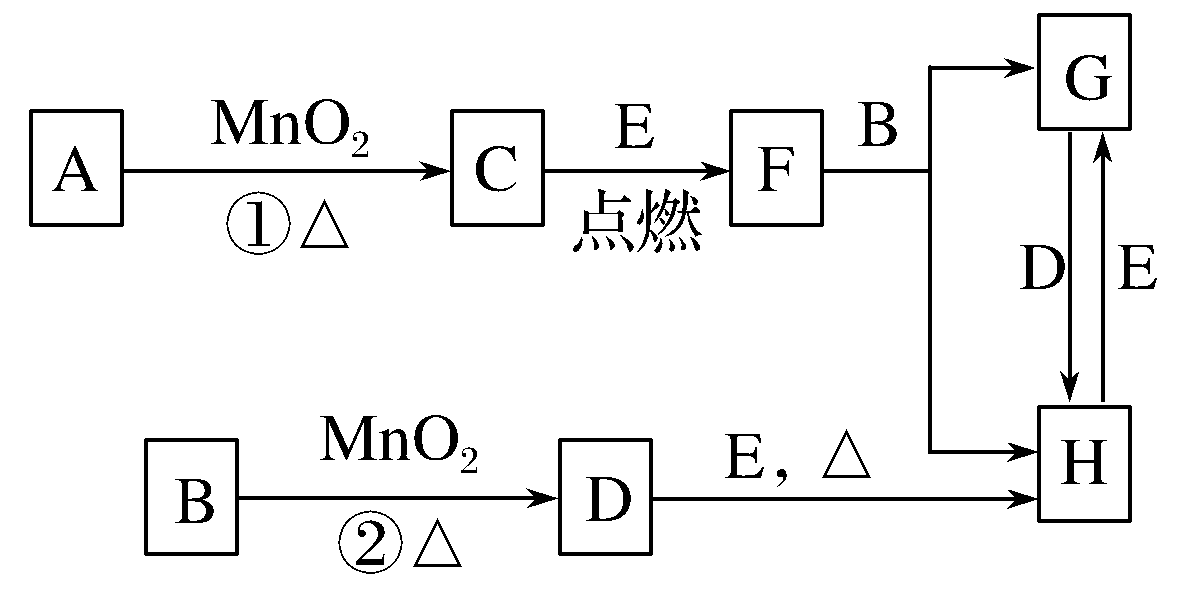 G
MnO₂
E
B
A
C
F
①△
点燃
D
E
MnO₂
E, △
H
B
D
②△